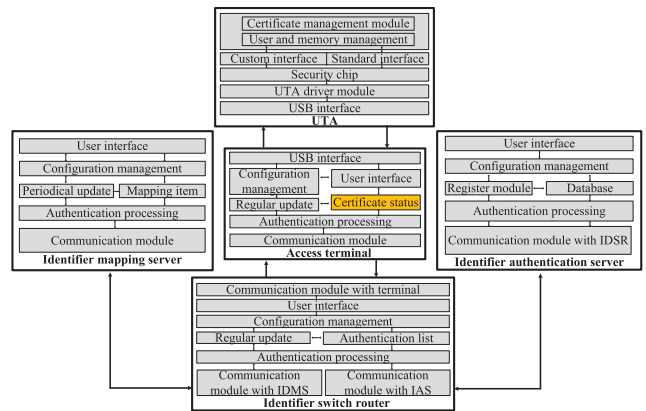 Certificate management module
User and memory management
Custom interface
Standard interface
Security chip
UTA driver module
USB interface
UTA
User interface
Configuration management
Periodical update
Mapping item
Authentication processing
Communication module
Identifier mapping server
USB interface
Configuration
management
User interface
Regular update
Certificate status
Authentication processing
Communication module
Access terminal
User interface
Configuration management
Register module
Database
Authentication processing
Communication module with IDSR
Identifier authentication server
Communication module with terminal
User interface
Configuration management
Regular update
Authentication list
Authentication processing
Communication
module with IDMS
Communication
module with IAS
Identifier switch router